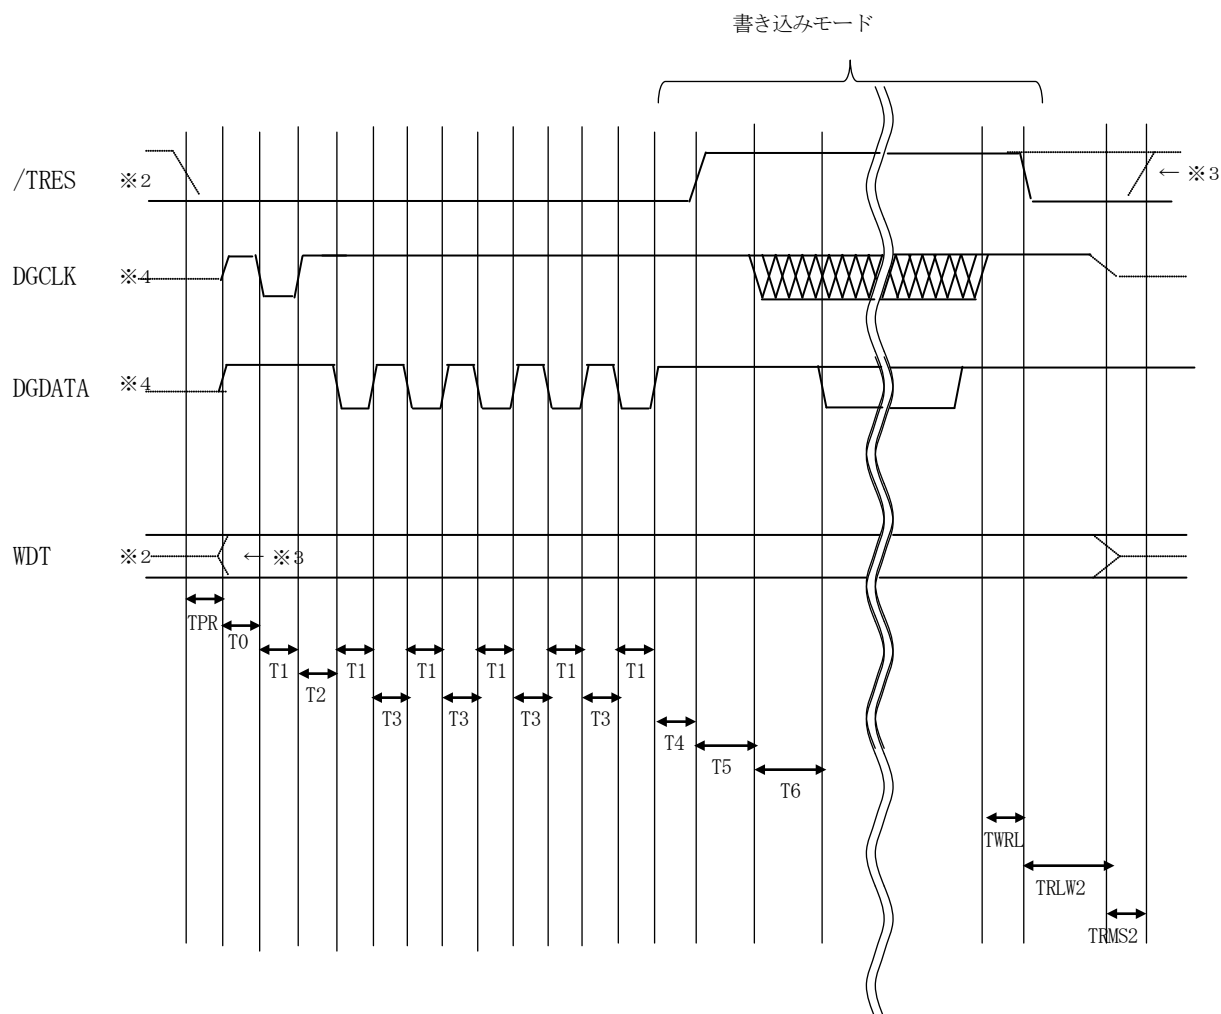 書き込みモード
/TRES ※2 ← ※3
DGCLK ※4
DGDATA ※4
WDT ※2 ← ※3
TPR
T0
T1 T1 T1 T1 T1 T1
T2
T3 T3 T3 T3
T4
T5
T6
TWRL
TRLW2
TRMS2